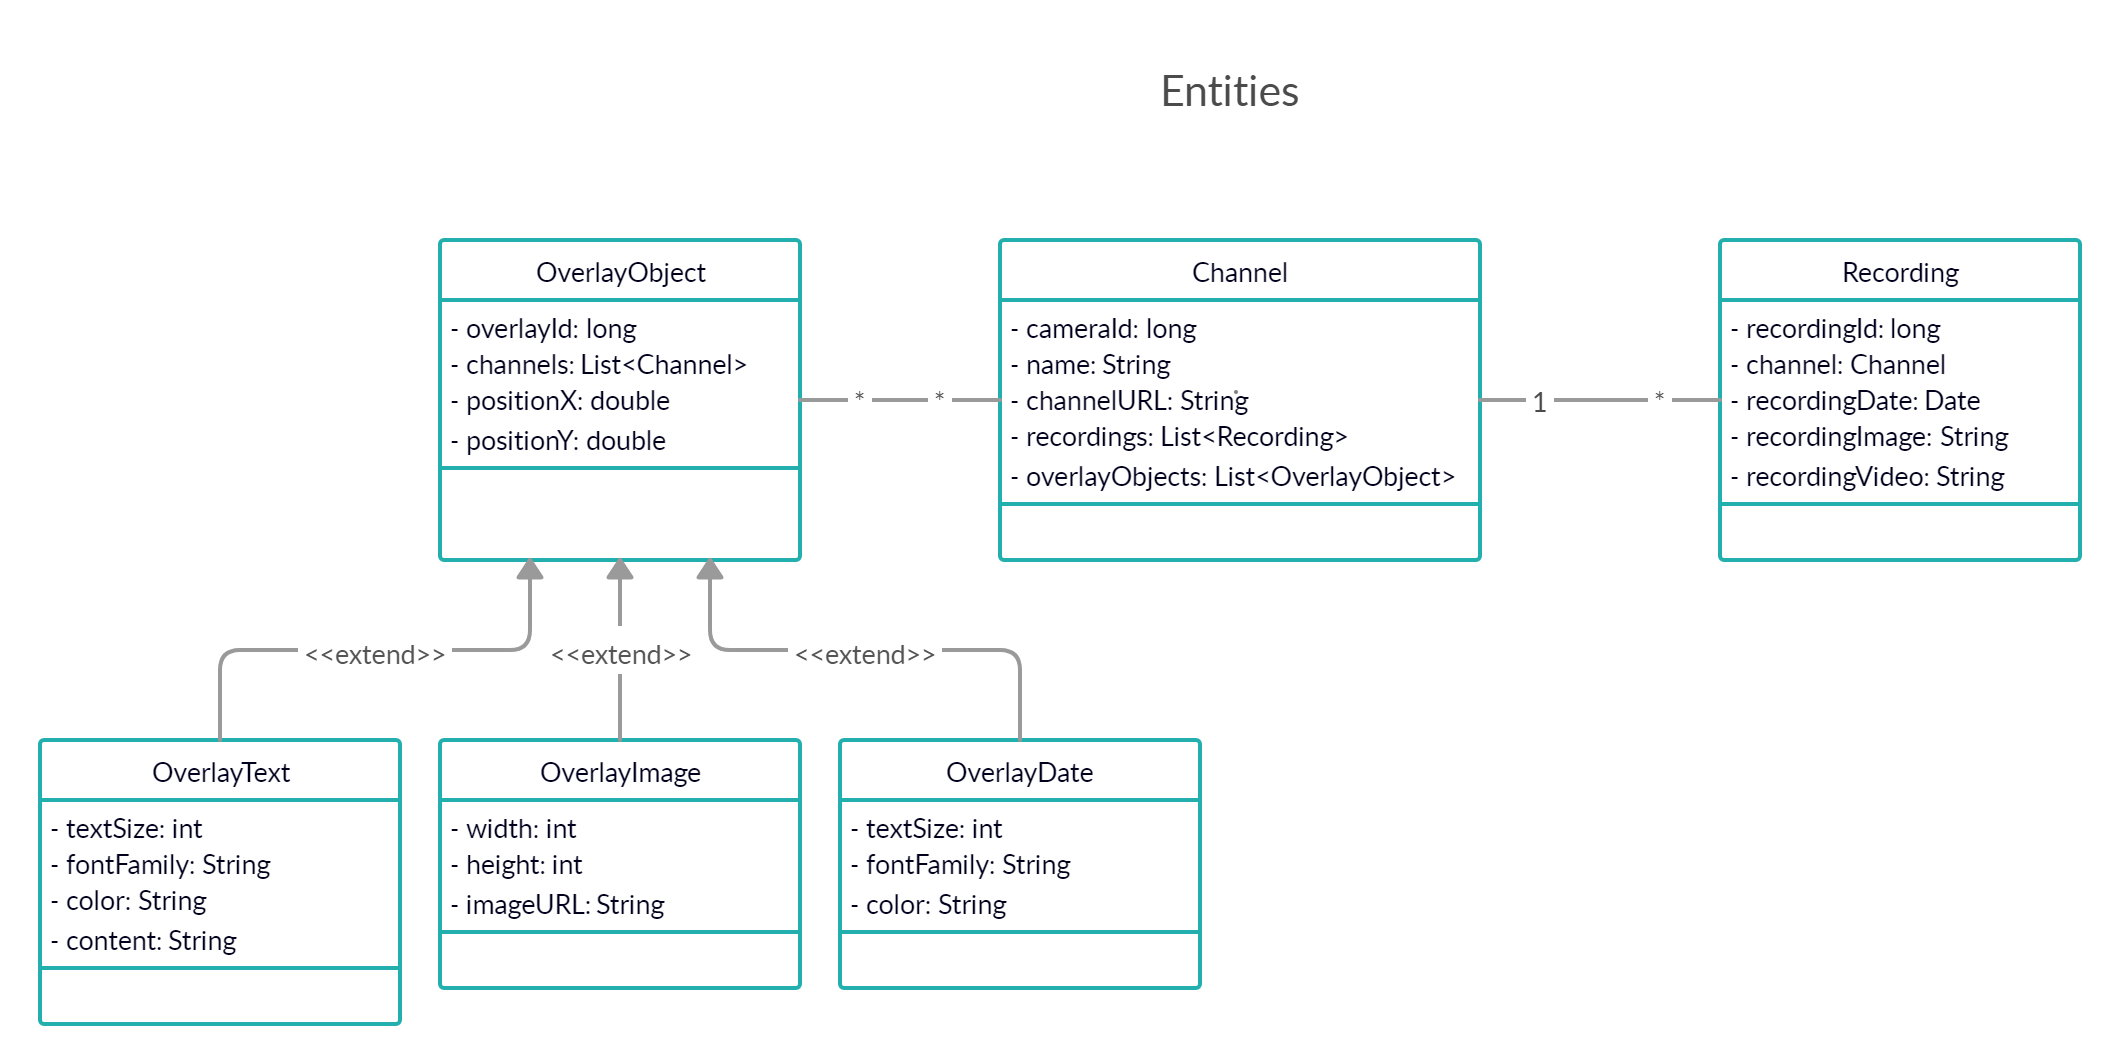 Entities
OverlayObject
- overlayId: long
- channels: List<Channel>
- positionX: double
- positionY: double
*
*
Channel
- cameraId: long
- name: String
- channelURL: String
- recordings: List<Recording>
- overlayObjects: List<OverlayObject>
1
*
Recording
- recordingId: long
- channel: Channel
- recordingDate: Date
- recordingImage: String
- recordingVideo: String
<<extend>>
<<extend>>
<<extend>>
OverlayText
- textSize: int
- fontFamily: String
- color: String
- content: String
OverlayImage
- width: int
- height: int
- imageURL: String
OverlayDate
- textSize: int
- fontFamily: String
- color: String